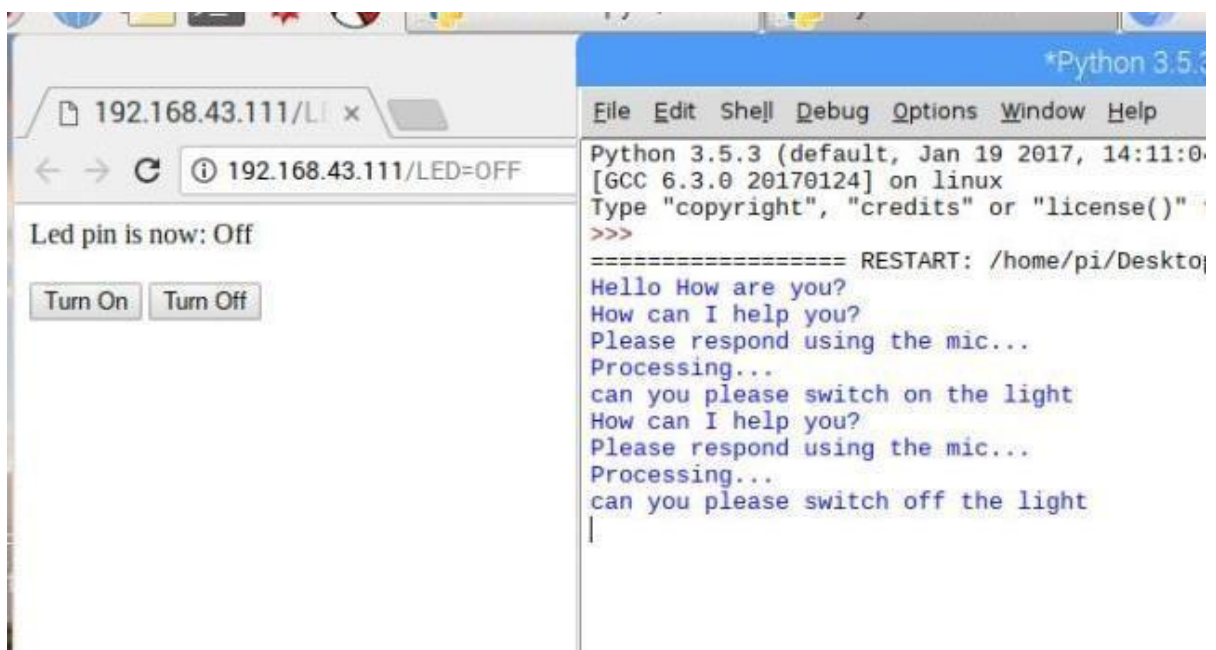 192.168.43.111/L
192.168.43.111/LED=OFF
Led pin is now: Off
Turn On Turn Off
*Python 3.5.3
File Edit Shell Debug Options Window Help
Python 3.5.3 (default, Jan 19 2017, 14:11:04
[GCC 6.3.0 20170124] on linux
Type "copyright", "credits" or "license()"
>>>
================== RESTART: /home/pi/Desktop
Hello How are you?
How can I help you?
Please respond using the mic...
Processing...
can you please switch on the light
How can I help you?
Please respond using the mic...
Processing...
can you please switch off the light